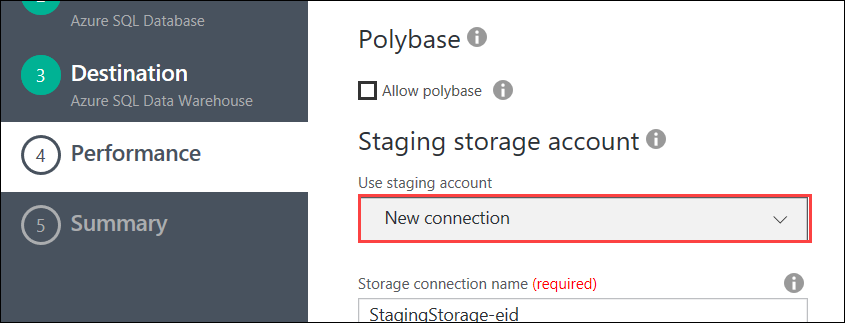 2
Azure SQL Database
3 Destination
Azure SQL Data Warehouse
4 Performance
5 Summary
Polybase
Allow polybase
Staging storage account
Use staging account
New connection
Storage connection name (required)
StagingStorage-eid